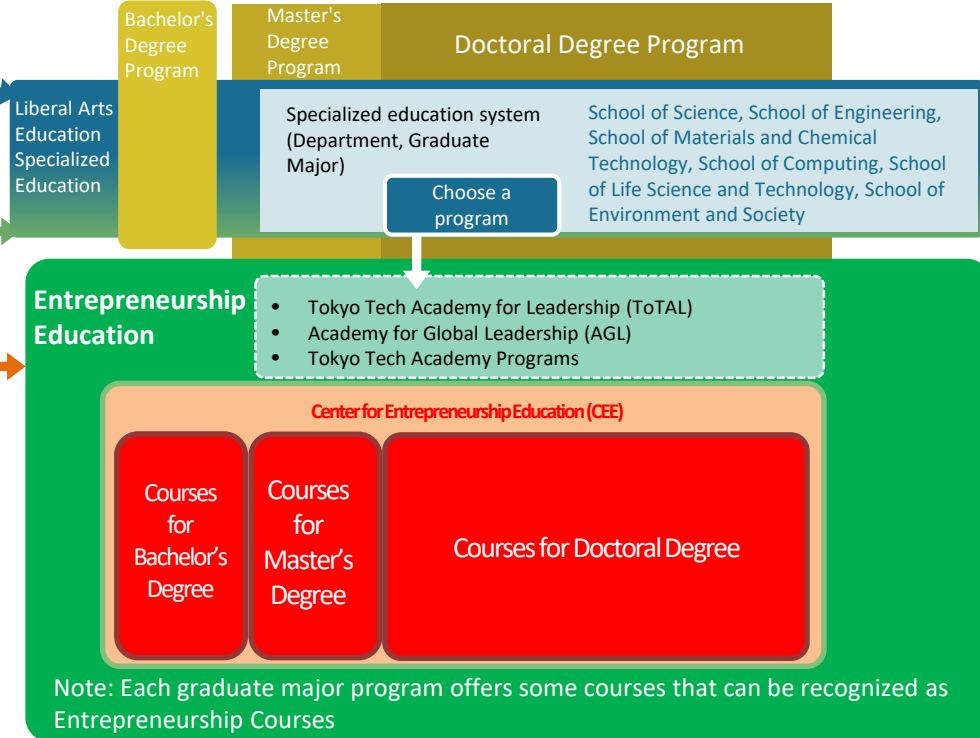 Bachelor's
Degree
Program
Master's
Degree
Program
Doctoral Degree Program
Liberal Arts
Education
Specialized
Education
Specialized education system
(Department, Graduate
Major)
School of Science, School of Engineering,
School of Materials and Chemical
Technology, School of Computing, School
of Life Science and Technology, School of
Environment and Society
Choose a
program
Entrepreneurship
Education
• Tokyo Tech Academy for Leadership (ToTAL)
• Academy for Global Leadership (AGL)
• Tokyo Tech Academy Programs
Center for Entrepreneurship Education (CEE)
Courses
for
Bachelor's
Degree
Courses
for
Master’s
Degree
Courses for Doctoral Degree
Note: Each graduate major program offers some courses that can be recognized as
Entrepreneurship Courses